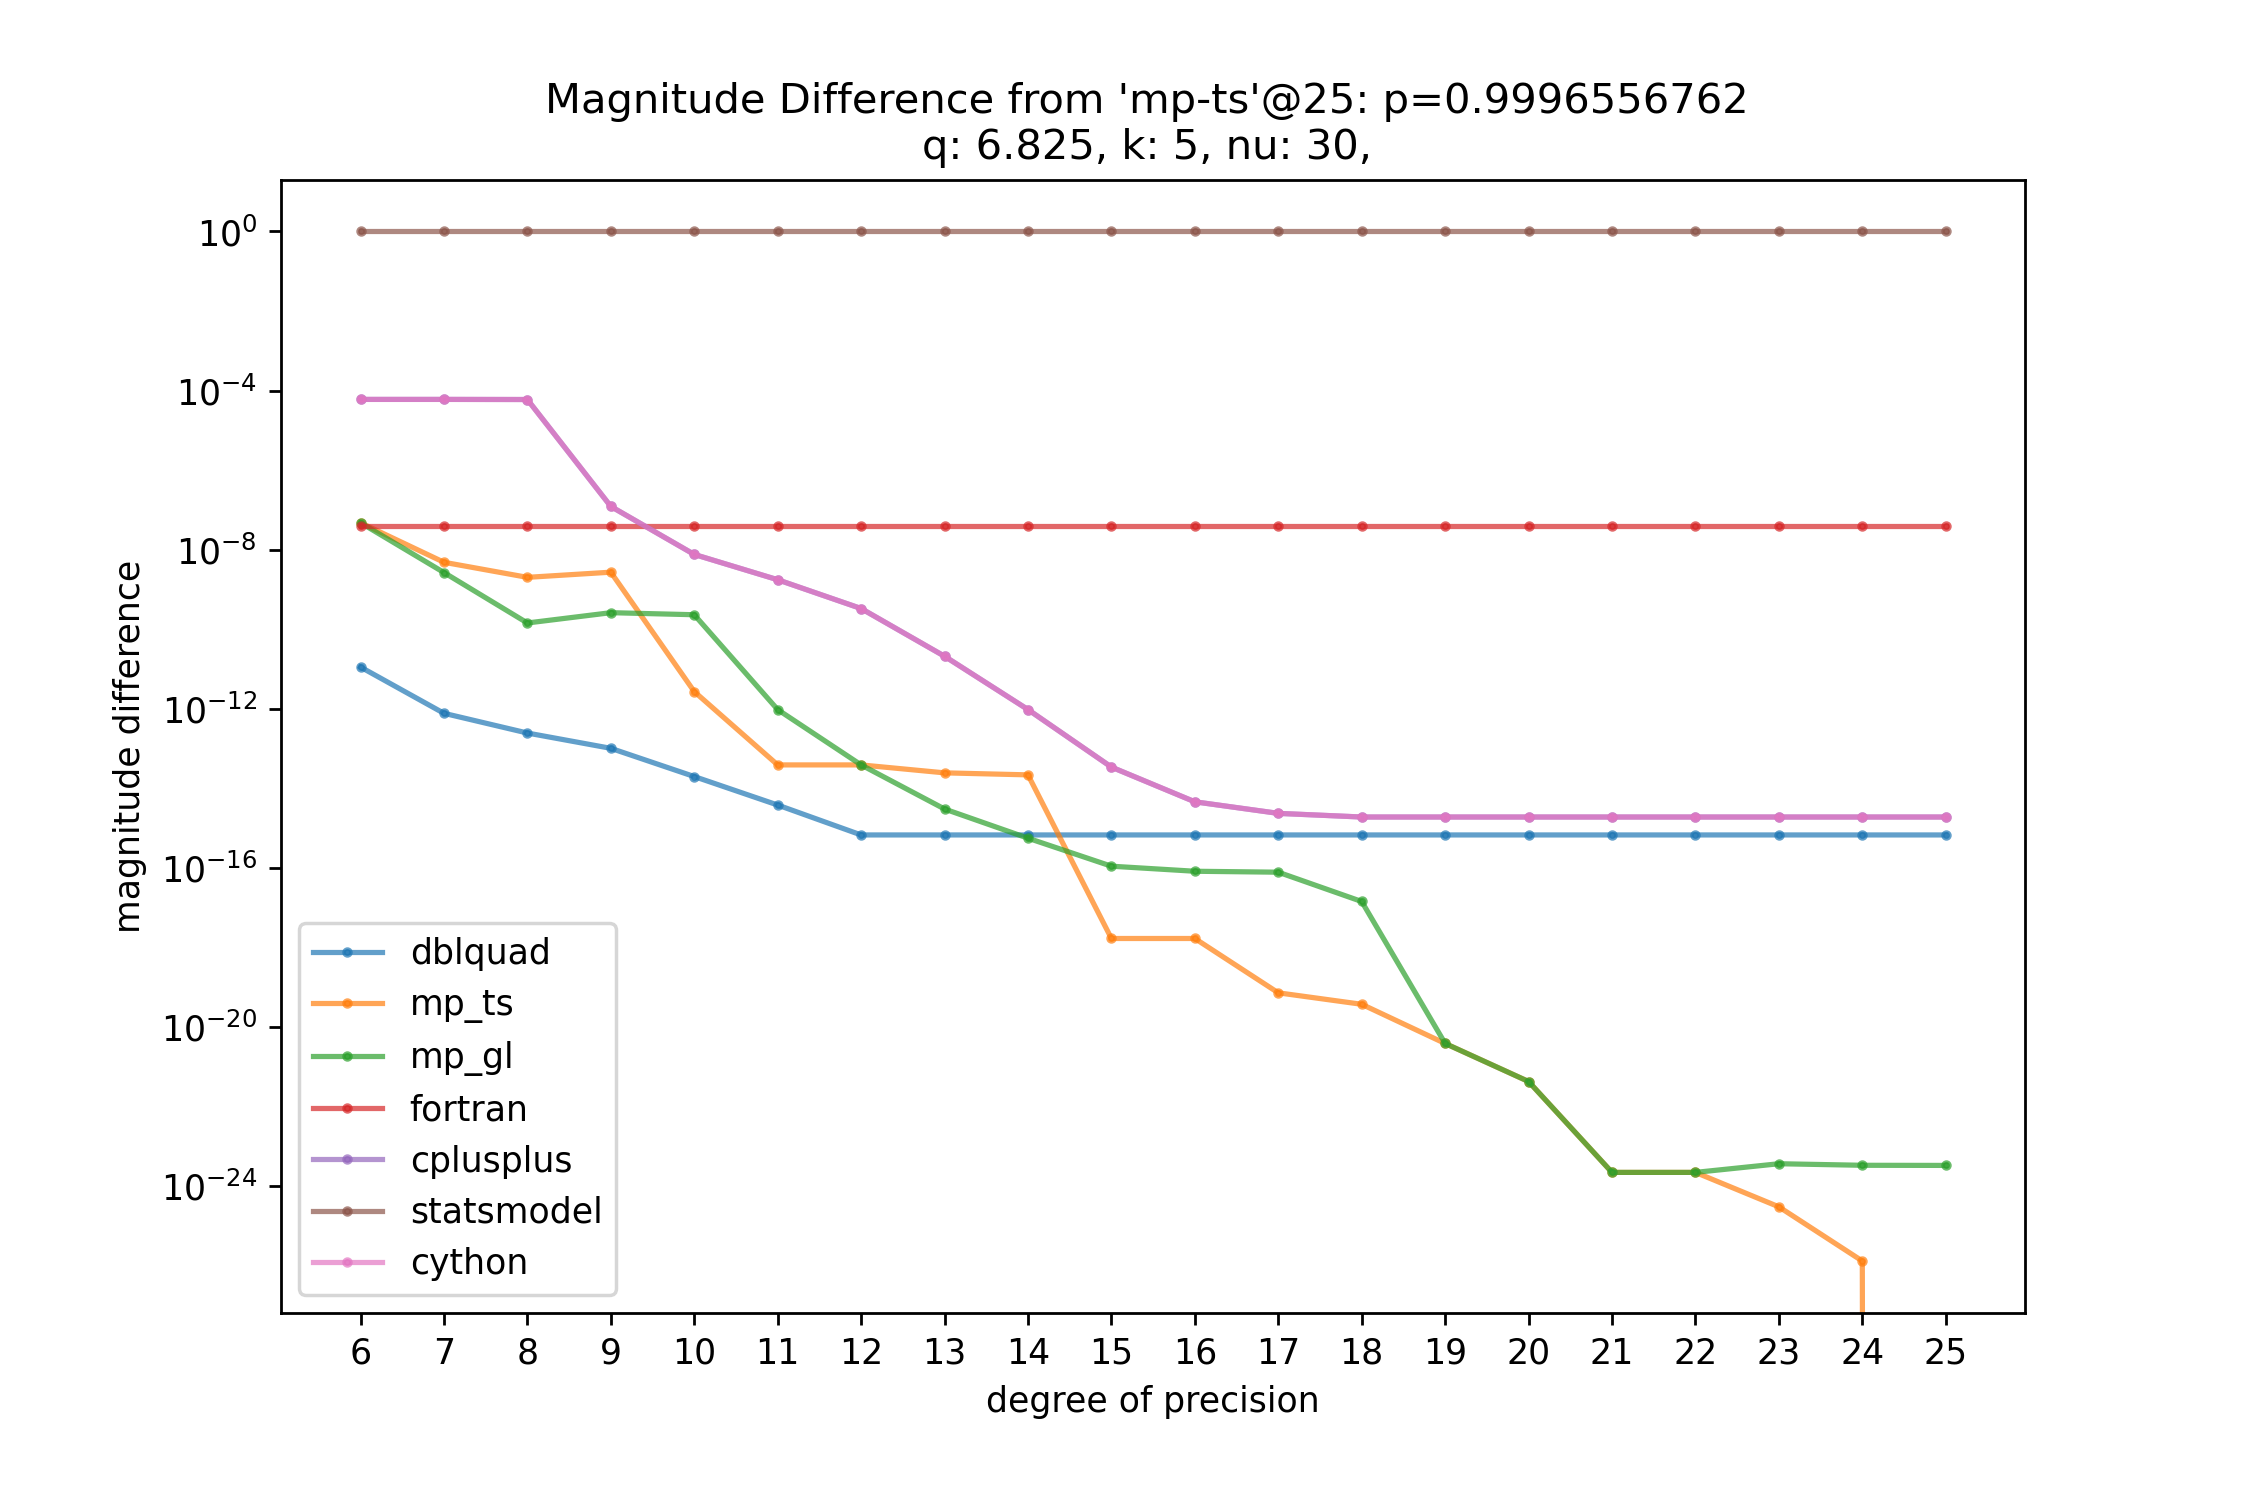 Magnitude Difference from 'mp-ts'@25: p=0.9996556762
q: 6.825, k: 5, nu: 30,
magnitude difference
10⁰
10⁻⁴
10⁻⁸
10⁻¹²
10⁻¹⁶
10⁻²⁰
10⁻²⁴
dblquad
mp_ts
mp_gl
fortran
cplusplus
statsmodel
cython
6 7 8 9 10 11 12 13 14 15 16 17 18 19 20 21 22 23 24 25
degree of precision